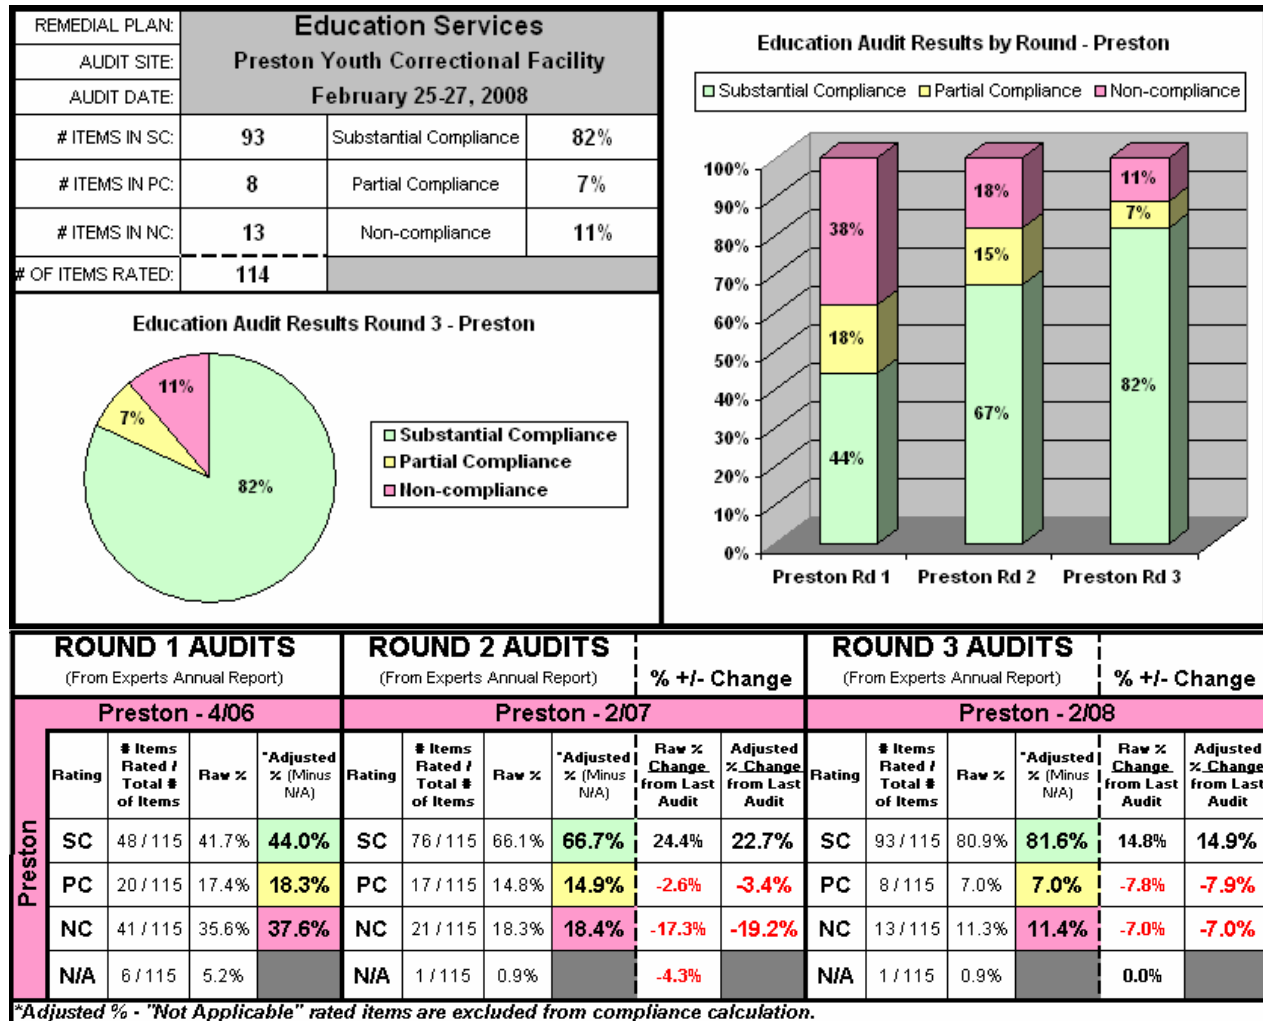 REMEDIAL PLAN: Education Services
AUDIT SITE: Preston Youth Correctional Facility
AUDIT DATE: February 25-27, 2008
# ITEMS IN SC: 93 Substantial Compliance 82%
# ITEMS IN PC: 8 Partial Compliance 7%
# ITEMS IN NC: 13 Non-compliance 11%
# OF ITEMS RATED: 114
Education Audit Results Round 3 - Preston
11%
7%
82%
Substantial Compliance
Partial Compliance
Non-compliance
Education Audit Results by Round - Preston
Substantial Compliance Partial Compliance Non-compliance
100%
90%
80%
70%
60%
50%
40%
30%
20%
10%
0%
38%
18%
44%
18%
15%
67%
11%
7%
82%
Preston Rd 1 Preston Rd 2 Preston Rd 3
ROUND 1 AUDITS ROUND 2 AUDITS ROUND 3 AUDITS
(From Experts Annual Report) (From Experts Annual Report) % +/- Change (From Experts Annual Report) % +/- Change
Preston - 4/06 Preston - 2/07 Preston - 2/08
Preston
Rating # Items Rated / Total # of Items Raw % *Adjusted % (Minus N/A) Rating # Items Rated / Total # of Items Raw % *Adjusted % (Minus N/A) Raw % Change from Last Audit Adjusted % Change from Last Audit Rating # Items Rated / Total # of Items Raw % *Adjusted % (Minus N/A) Raw % Change from Last Audit Adjusted % Change from Last Audit
SC 48 / 115 41.7% 44.0% SC 76 / 115 66.1% 66.7% 24.4% 22.7% SC 93 / 115 80.9% 81.6% 14.8% 14.9%
PC 20 / 115 17.4% 18.3% PC 17 / 115 14.8% 14.9% -2.6% -3.4% PC 8 / 115 7.0% 7.0% -7.8% -7.9%
NC 41 / 115 35.6% 37.6% NC 21 / 115 18.3% 18.4% -17.3% -19.2% NC 13 / 115 11.3% 11.4% -7.0% -7.0%
N/A 6 / 115 5.2% N/A 1 / 115 0.9% -4.3% N/A 1 / 115 0.9% 0.0%
*Adjusted % - "Not Applicable" rated items are excluded from compliance calculation.